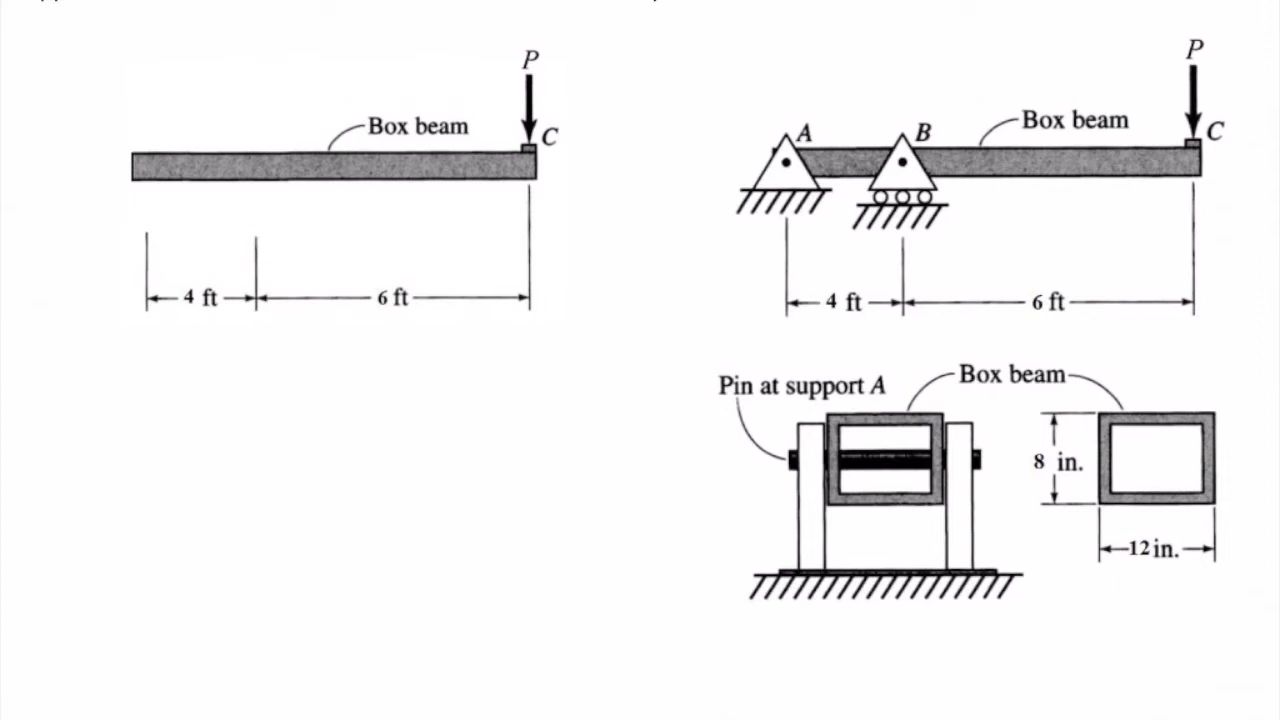 P
Box beam
C
4 ft
6 ft
P
A
B
Box beam
C
4 ft
6 ft
Pin at support A
Box beam
8 in.
12 in.